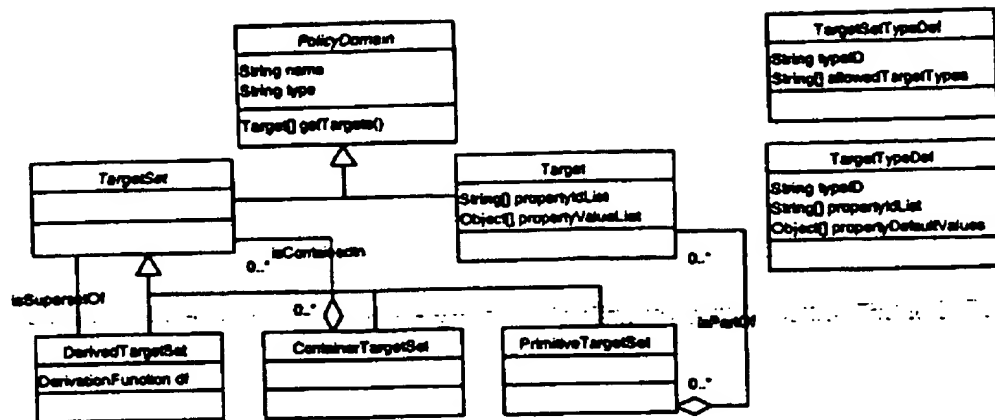 PolicyDomain
String name
String type
Target[] getTargets()
TargetSetTypeDef
String typeID
String[] allowedTargetTypes
TargetSet
Target
String[] propertyIdList
Object[] propertyValueList
TargetTypeDef
String typeID
String[] propertyIdList
Object[] propertyDefaultValues
isContainedIn
0..*
0..*
isSupersetOf
0..*
isPartOf
DerivedTargetSet
DerivationFunction df
ContainerTargetSet
PrimitiveTargetSet
0..*